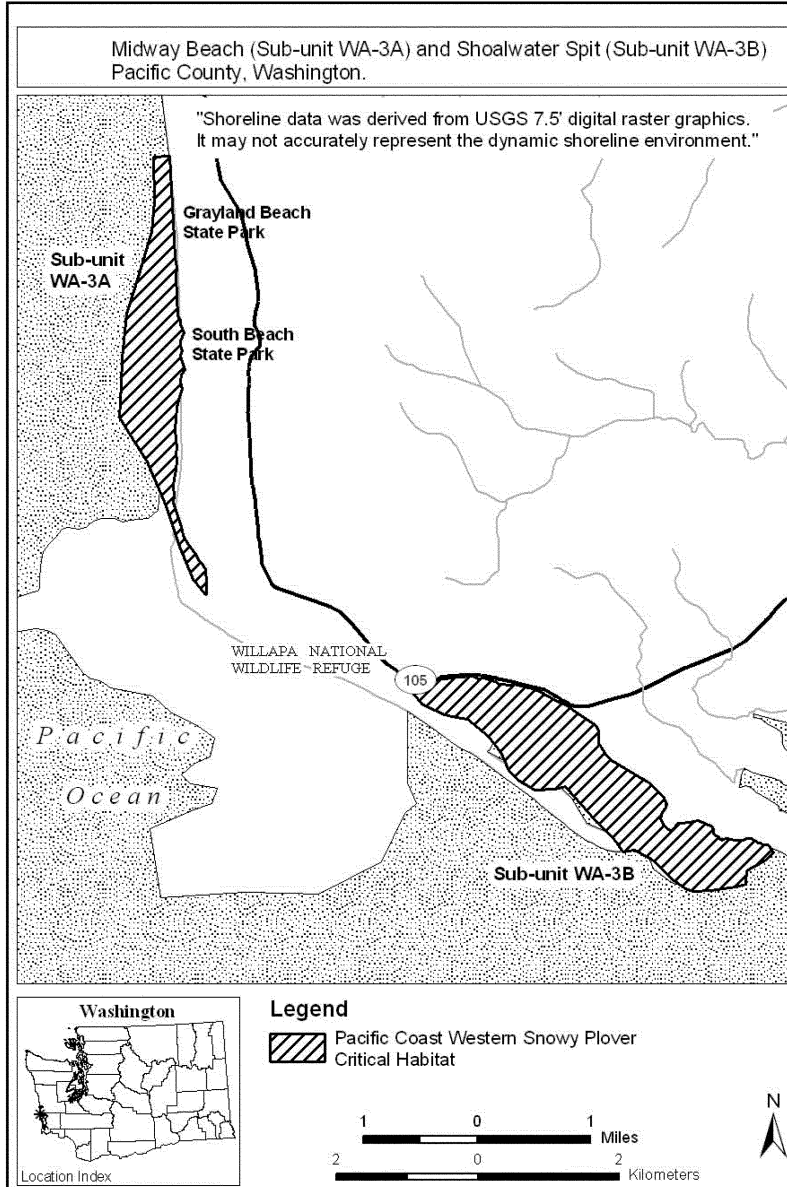 Midway Beach (Sub-unit WA-3A) and Shoalwater Spit (Sub-unit WA-3B)
Pacific County, Washington.
"Shoreline data was derived from USGS 7.5' digital raster graphics.
It may not accurately represent the dynamic shoreline environment."
Grayland Beach
State Park
Sub-unit
WA-3A
South Beach
State Park
WILLAPA NATIONAL
WILDLIFE REFUGE
105
Pacific
Ocean
Sub-unit WA-3B
Washington
Location Index
Legend
Pacific Coast Western Snowy Plover
Critical Habitat
1 0 1
Miles
2 0 2
Kilometers
N